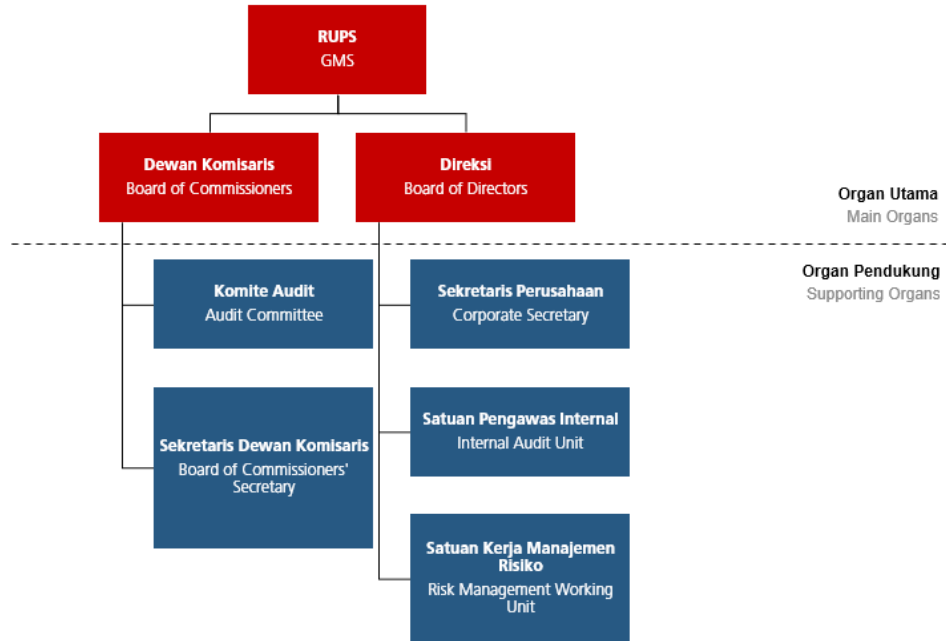 RUPS
GMS
Dewan Komisaris
Board of Commissioners
Direksi
Board of Directors
Organ Utama
Main Organs
Organ Pendukung
Supporting Organs
Komite Audit
Audit Committee
Sekretaris Perusahaan
Corporate Secretary
Sekretaris Dewan Komisaris
Board of Commissioners'
Secretary
Satuan Pengawas Internal
Internal Audit Unit
Satuan Kerja Manajemen
Risiko
Risk Management Working
Unit